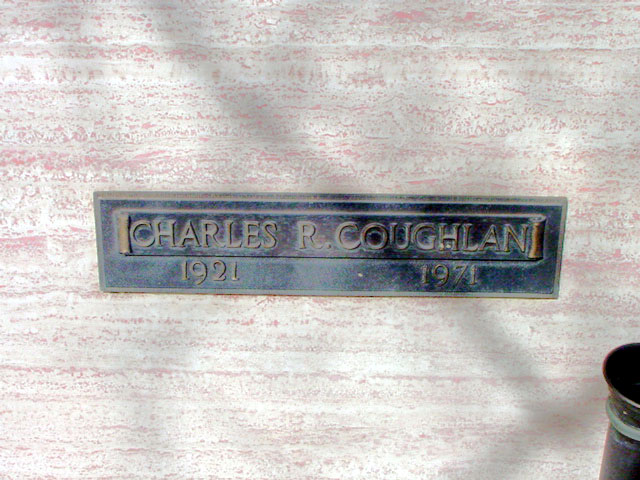 CHARLES R. COUGHLAN
1921 1971